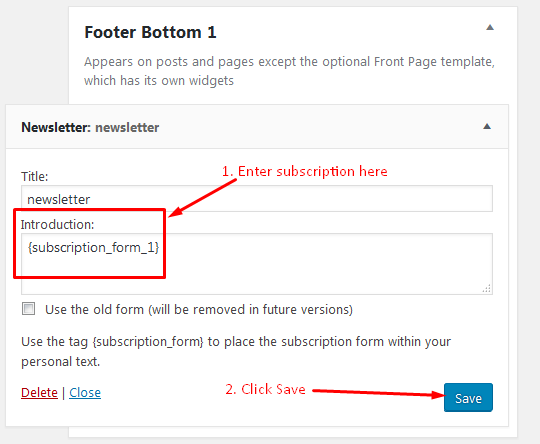 Footer Bottom 1
Appears on posts and pages except the optional Front Page template,
which has its own widgets
Newsletter: newsletter
1. Enter subscription here
Title:
newsletter
Introduction:
{subscription_form_1}
Use the old form (will be removed in future versions)
Use the tag {subscription_form} to place the subscription form within your
personal text.
Delete | Close
2. Click Save
Save